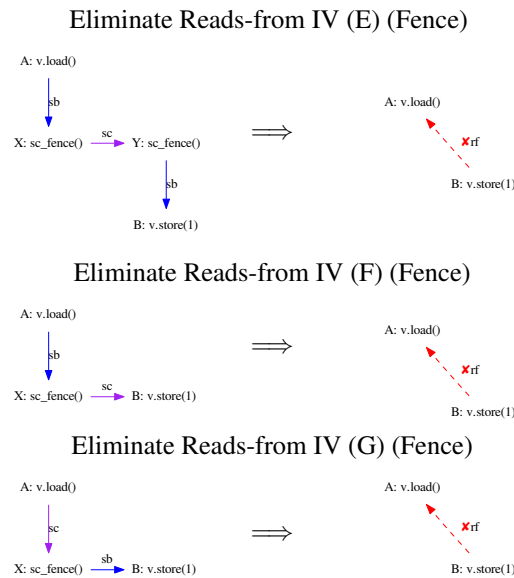 Eliminate Reads-from IV (E) (Fence)
A: v.load()
A: v.load()
sb
sc
✘rf
X: sc_fence()
Y: sc_fence()
sb
B: v.store(1)
B: v.store(1)
Eliminate Reads-from IV (F) (Fence)
A: v.load()
A: v.load()
sb
✘rf
sc
X: sc_fence()
B: v.store(1)
B: v.store(1)
Eliminate Reads-from IV (G) (Fence)
A: v.load()
A: v.load()
sc
✘rf
sb
X: sc_fence()
B: v.store(1)
B: v.store(1)